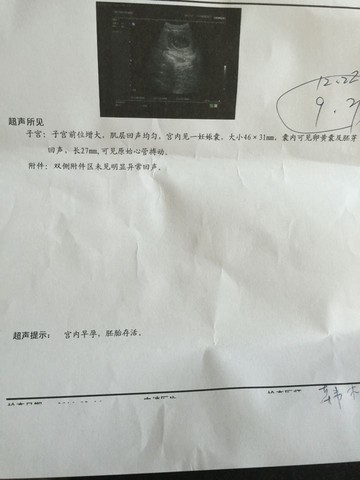 12.22
9.2
超声所见
子宫：子宫前位增大，肌层回声均匀，宫内见一妊娠囊，大小46×31mm，囊内可见卵黄囊及胚芽
回声，长27mm,可见原始心管搏动。
附件：双侧附件区未见明显异常回声。
超声提示： 宫内早孕，胚胎存活。